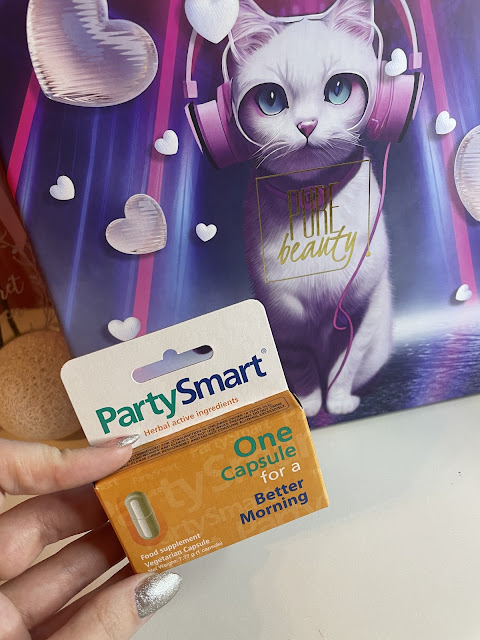 PURE
beauty
PartySmart®
Herbal active ingredients
One
Capsule
for a
Better
Morning
Food supplement
Vegetarian Capsule